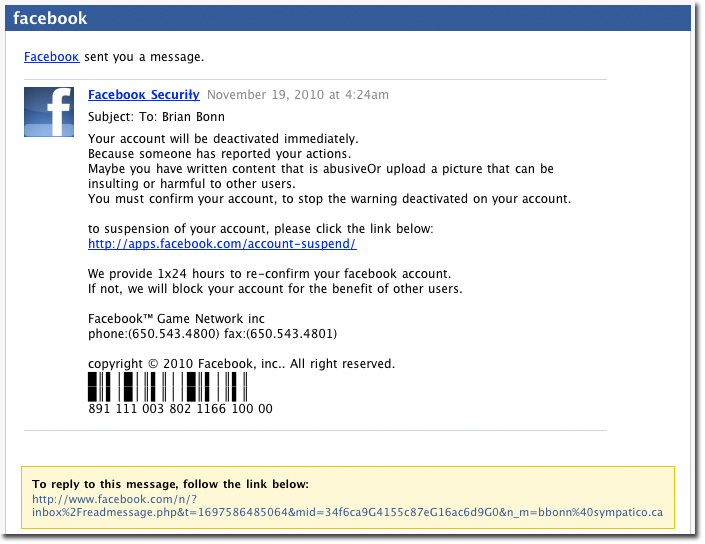 facebook
Facebooĸ sent you a message.
Facebooĸ Securiły November 19, 2010 at 4:24am
Subject: To: Brian Bonn
Your account will be deactivated immediately.
Because someone has reported your actions.
Maybe you have written content that is abusiveOr upload a picture that can be
insulting or harmful to other users.
You must confirm your account, to stop the warning deactivated on your account.
to suspension of your account, please click the link below:
http://apps.facebook.com/account-suspend/
We provide 1x24 hours to re-confirm your facebook account.
If not, we will block your account for the benefit of other users.
Facebook™ Game Network inc
phone:(650.543.4800) fax:(650.543.4801)
copyright © 2010 Facebook, inc.. All right reserved.
891 111 003 802 1166 100 00
To reply to this message, follow the link below:
http://www.facebook.com/n/?
inbox%2Freadmessage.php&t=1697586485064&mid=34f6ca9G4155c87eG16ac6d9G0&n_m=bbonn%40sympatico.ca